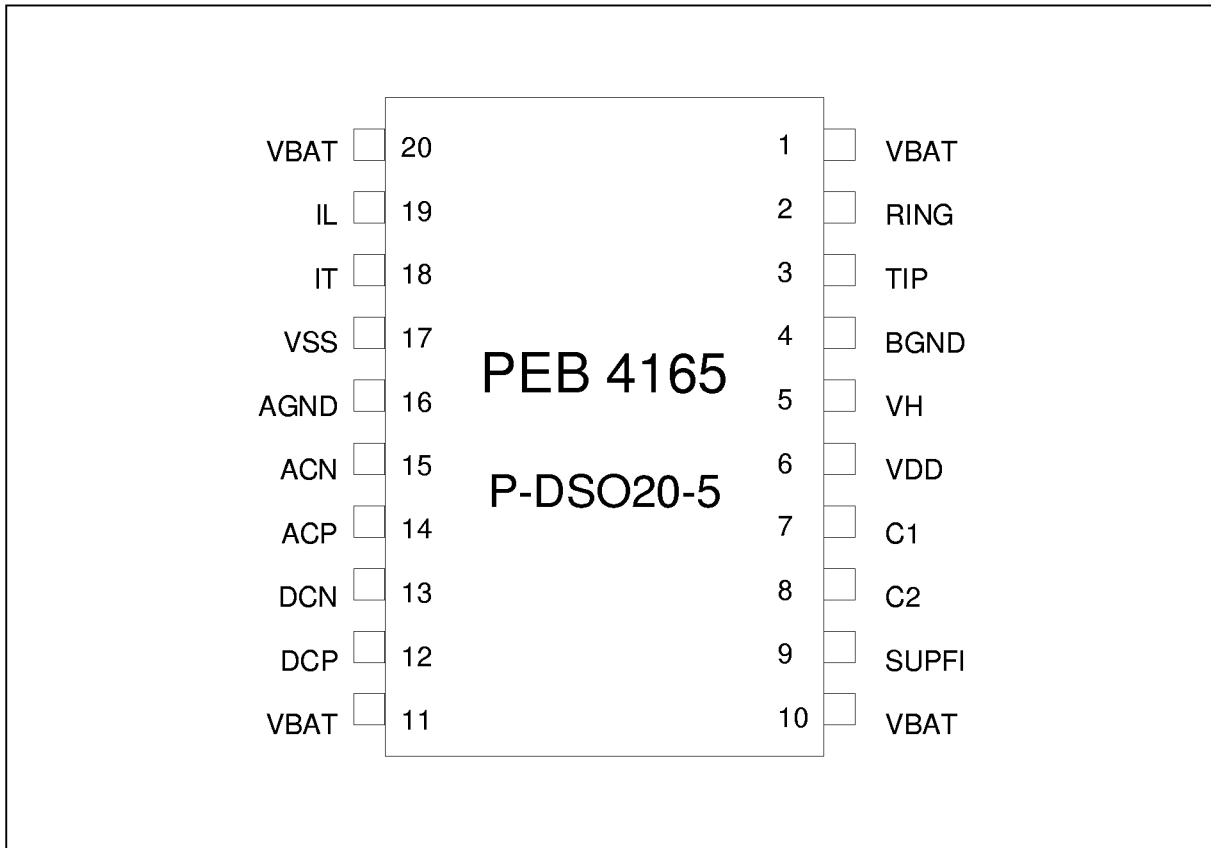 VBAT 20 1 VBAT
IL 19 2 RING
IT 18 3 TIP
VSS 17 4 BGND
PEB 4165
AGND 16 5 VH
ACN 15 6 VDD
P-DSO20-5
ACP 14 7 C1
DCN 13 8 C2
DCP 12 9 SUPFI
VBAT 11 10 VBAT